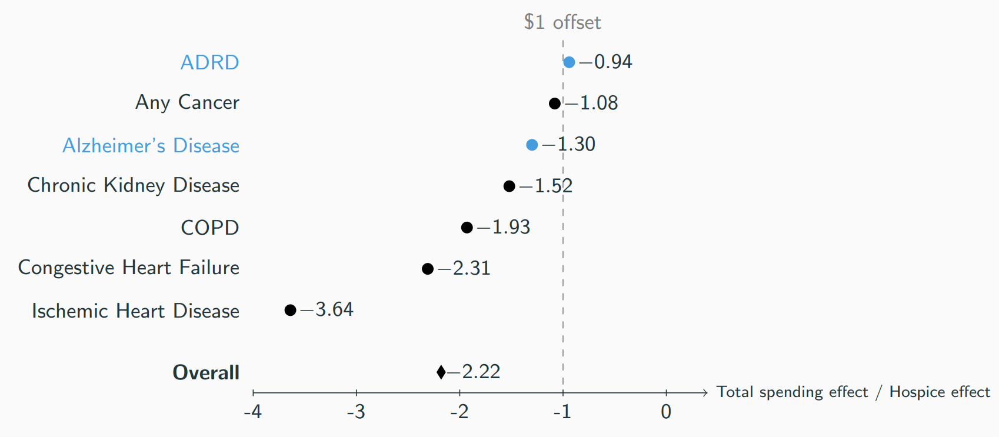 $1 offset
ADRD −0.94
Any Cancer −1.08
Alzheimer's Disease −1.30
Chronic Kidney Disease −1.52
COPD −1.93
Congestive Heart Failure −2.31
Ischemic Heart Disease −3.64
Overall −2.22
Total spending effect / Hospice effect
-4 -3 -2 -1 0